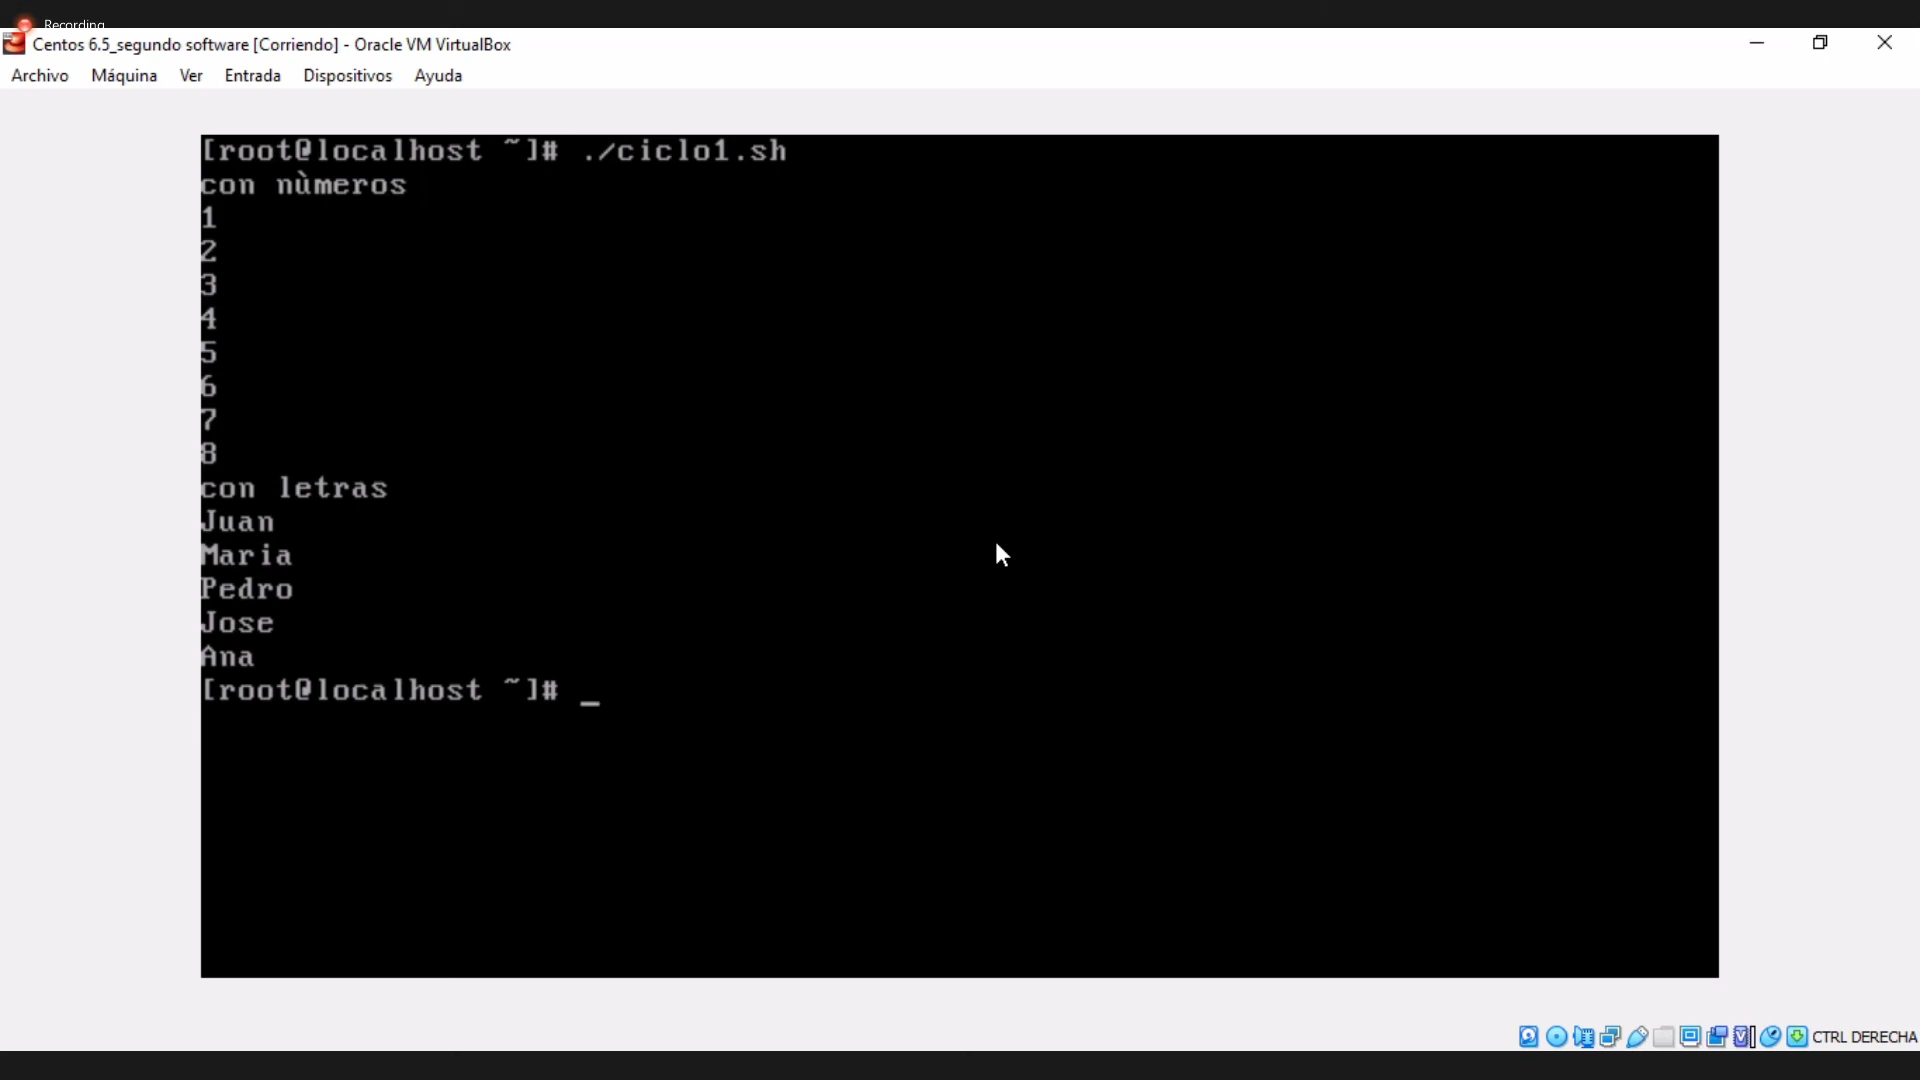 Recording
Centos 6.5_segundo software [Corriendo] - Oracle VM VirtualBox
Archivo Máquina Ver Entrada Dispositivos Ayuda
[root@localhost ~]# ./ciclo1.sh
con nùmeros
1
2
3
4
5
6
7
8
con letras
Juan
Maria
Pedro
Jose
Ana
[root@localhost ~]# _
CTRL DERECHA